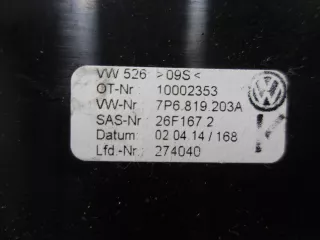 VW 526 >09S<
OT-Nr 10002353
VW-Nr 7P6.819 203A
SAS-Nr 26F167 2
Datum 02.04.14 / 168
Lfd.-Nr. 274040